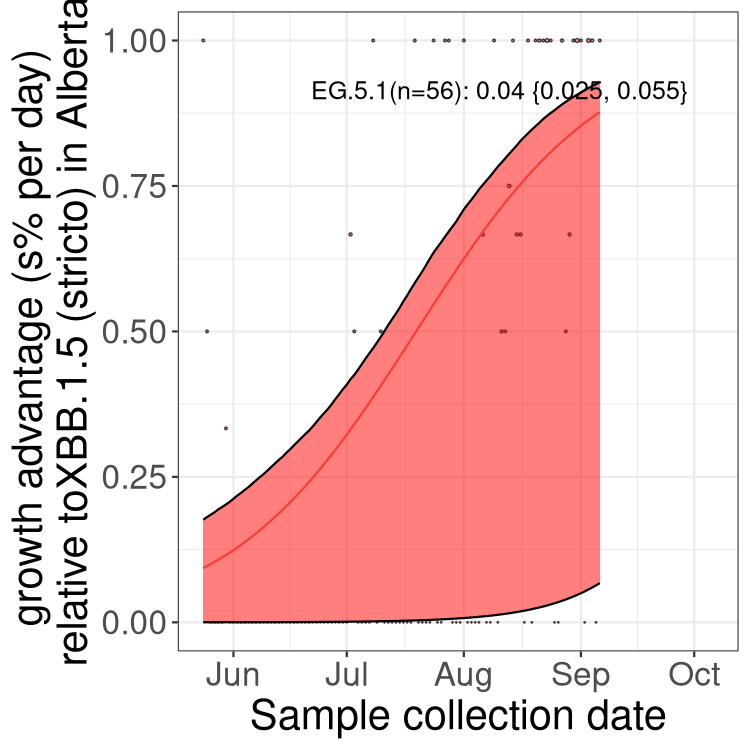 growth advantage (s% per day)
relative toXBB.1.5 (stricto) in Alberta
1.00
0.75
0.50
0.25
0.00
EG.5.1(n=56): 0.04 {0.025, 0.055}
Jun Jul Aug Sep Oct
Sample collection date